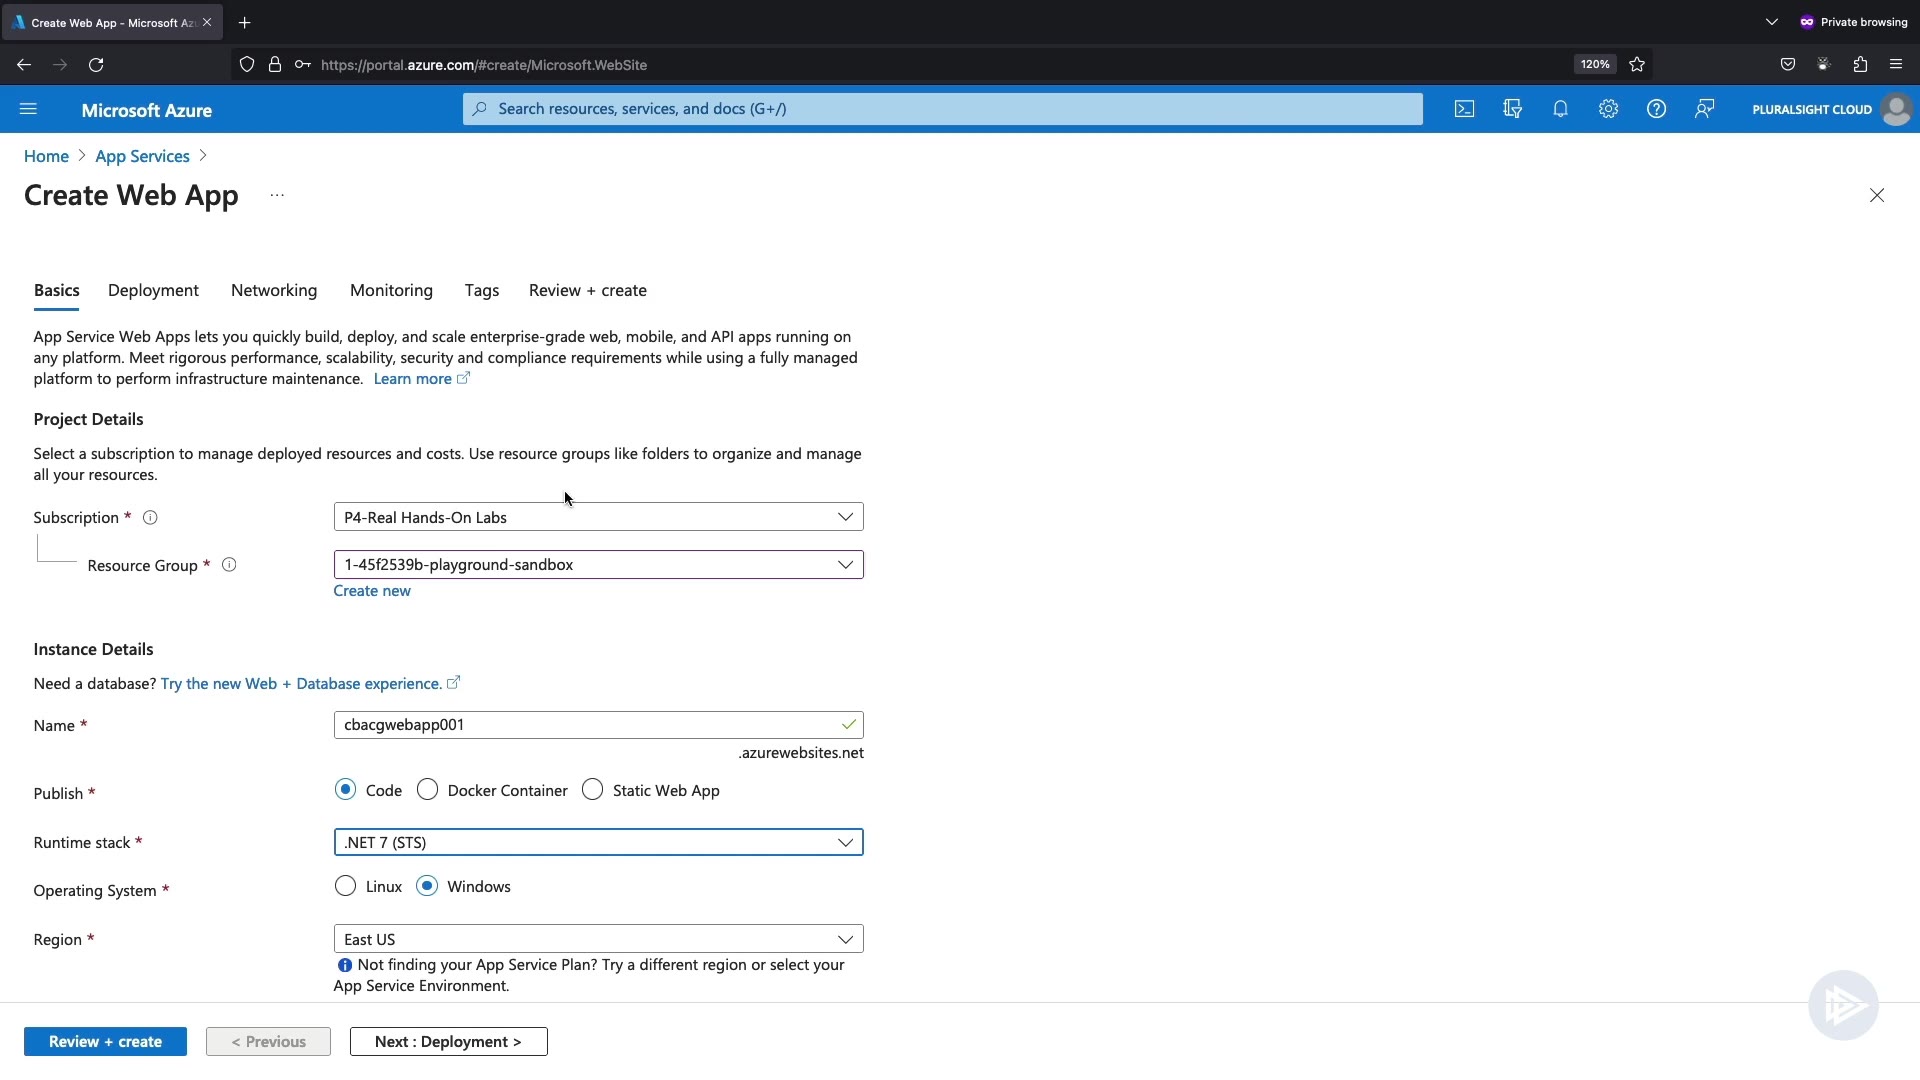 Create Web App - Microsoft Az
Private browsing
https://portal.azure.com/#create/Microsoft.WebSite
120%
Microsoft Azure
Search resources, services, and docs (G+/)
PLURALSIGHT CLOUD
Home > App Services >
Create Web App ...
Basics Deployment Networking Monitoring Tags Review + create
App Service Web Apps lets you quickly build, deploy, and scale enterprise-grade web, mobile, and API apps running on
any platform. Meet rigorous performance, scalability, security and compliance requirements while using a fully managed
platform to perform infrastructure maintenance. Learn more
Project Details
Select a subscription to manage deployed resources and costs. Use resource groups like folders to organize and manage
all your resources.
Subscription * P4-Real Hands-On Labs
Resource Group * 1-45f2539b-playground-sandbox
Create new
Instance Details
Need a database? Try the new Web + Database experience.
Name * cbacgwebapp001
.azurewebsites.net
Publish * Code Docker Container Static Web App
Runtime stack * .NET 7 (STS)
Operating System * Linux Windows
Region * East US
Not finding your App Service Plan? Try a different region or select your
App Service Environment.
Review + create < Previous Next : Deployment >